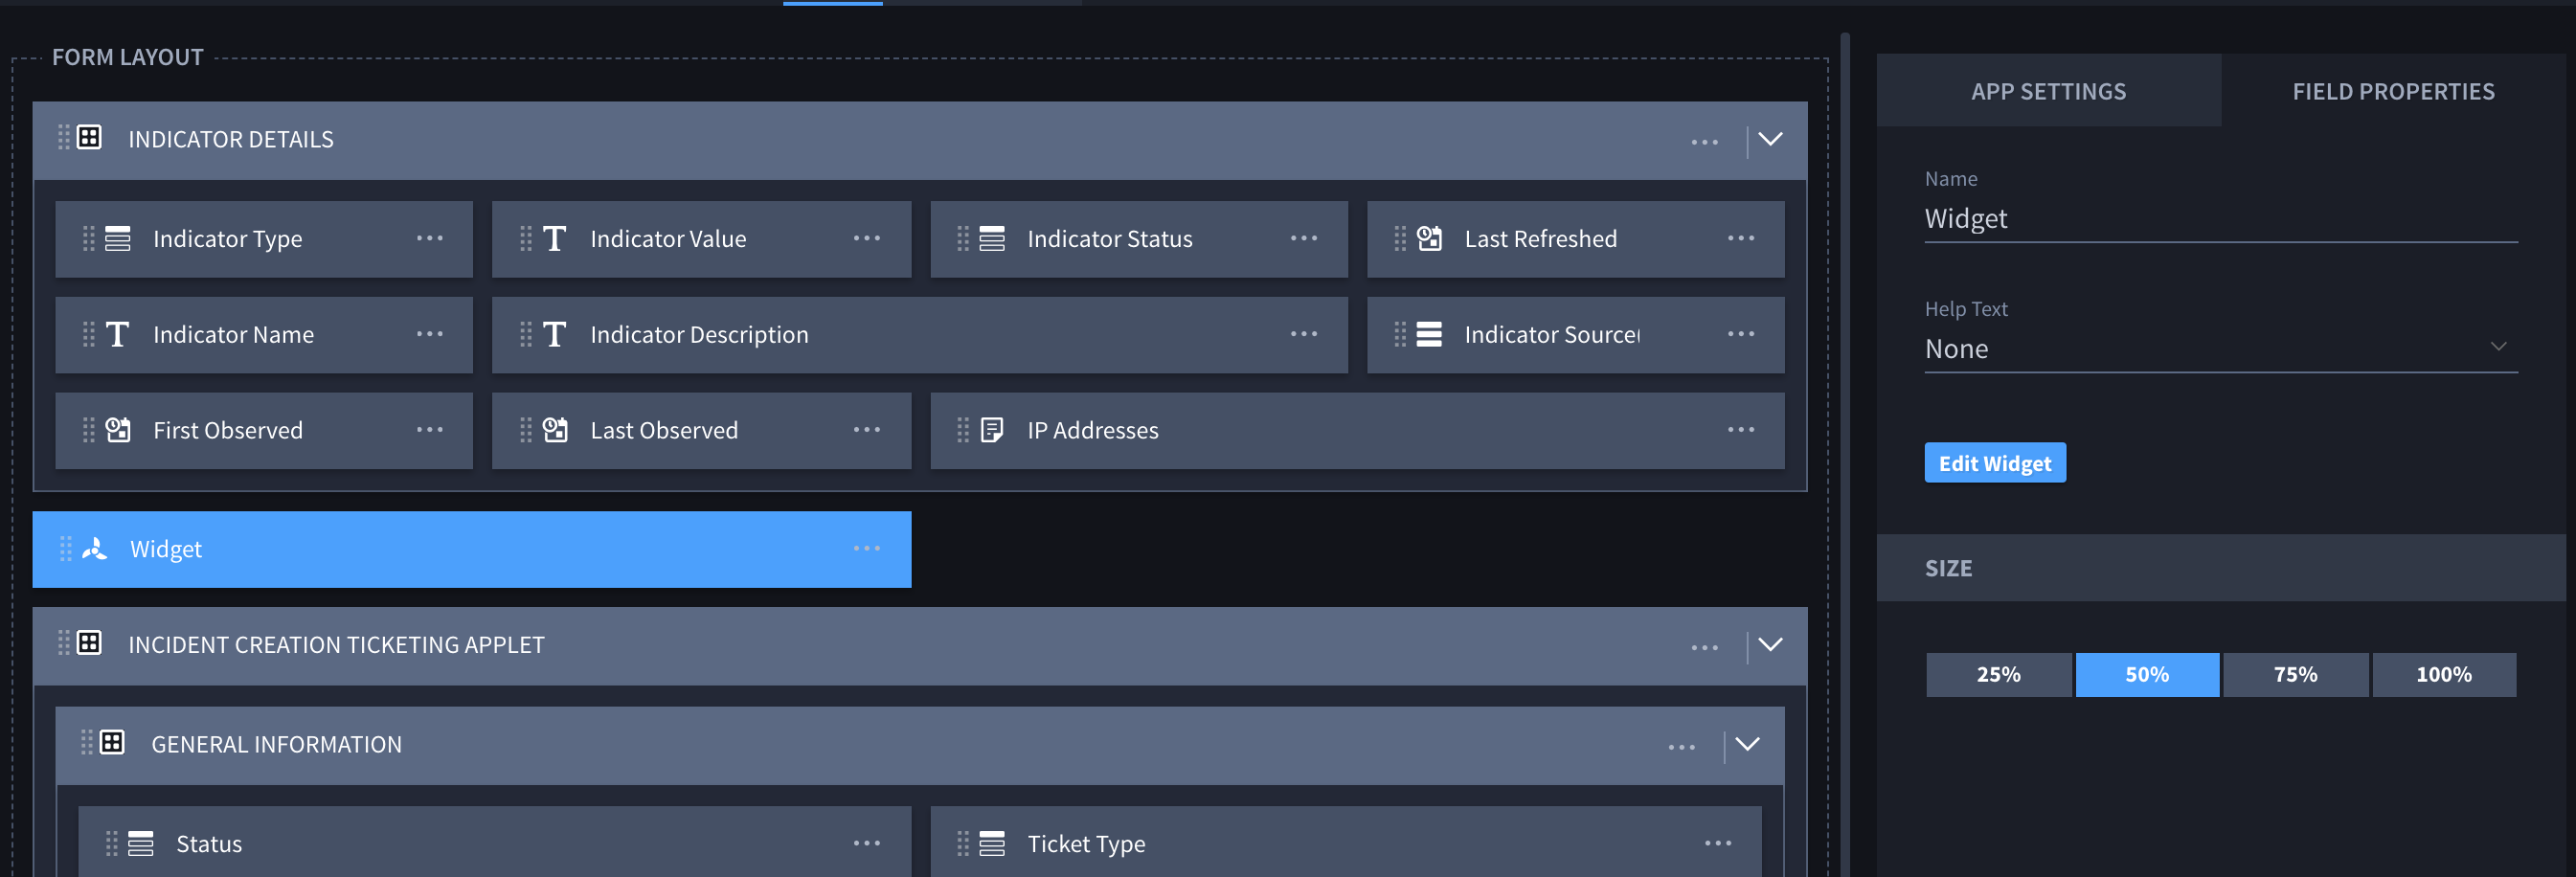 FORM LAYOUT
APP SETTINGS
FIELD PROPERTIES
INDICATOR DETAILS
Indicator Type
Indicator Value
Indicator Status
Last Refreshed
Indicator Name
Indicator Description
Indicator Source(
First Observed
Last Observed
IP Addresses
Widget
INCIDENT CREATION TICKETING APPLET
GENERAL INFORMATION
Status
Ticket Type
Name
Widget
Help Text
None
Edit Widget
SIZE
25%
50%
75%
100%